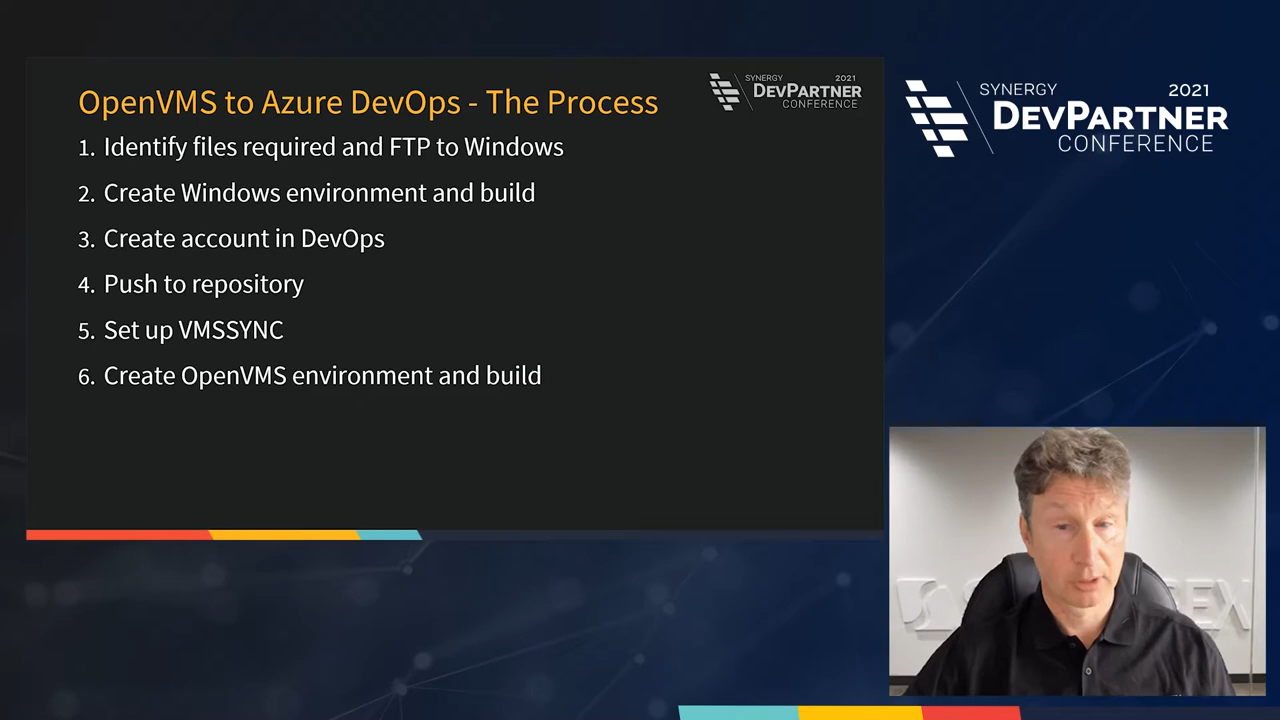 OpenVMS to Azure DevOps - The Process
1. Identify files required and FTP to Windows
2. Create Windows environment and build
3. Create account in DevOps
4. Push to repository
5. Set up VMSSYNC
6. Create OpenVMS environment and build
SYNERGY 2021
DEVPARTNER
CONFERENCE
SYNERGY 2021
DEVPARTNER
CONFERENCE